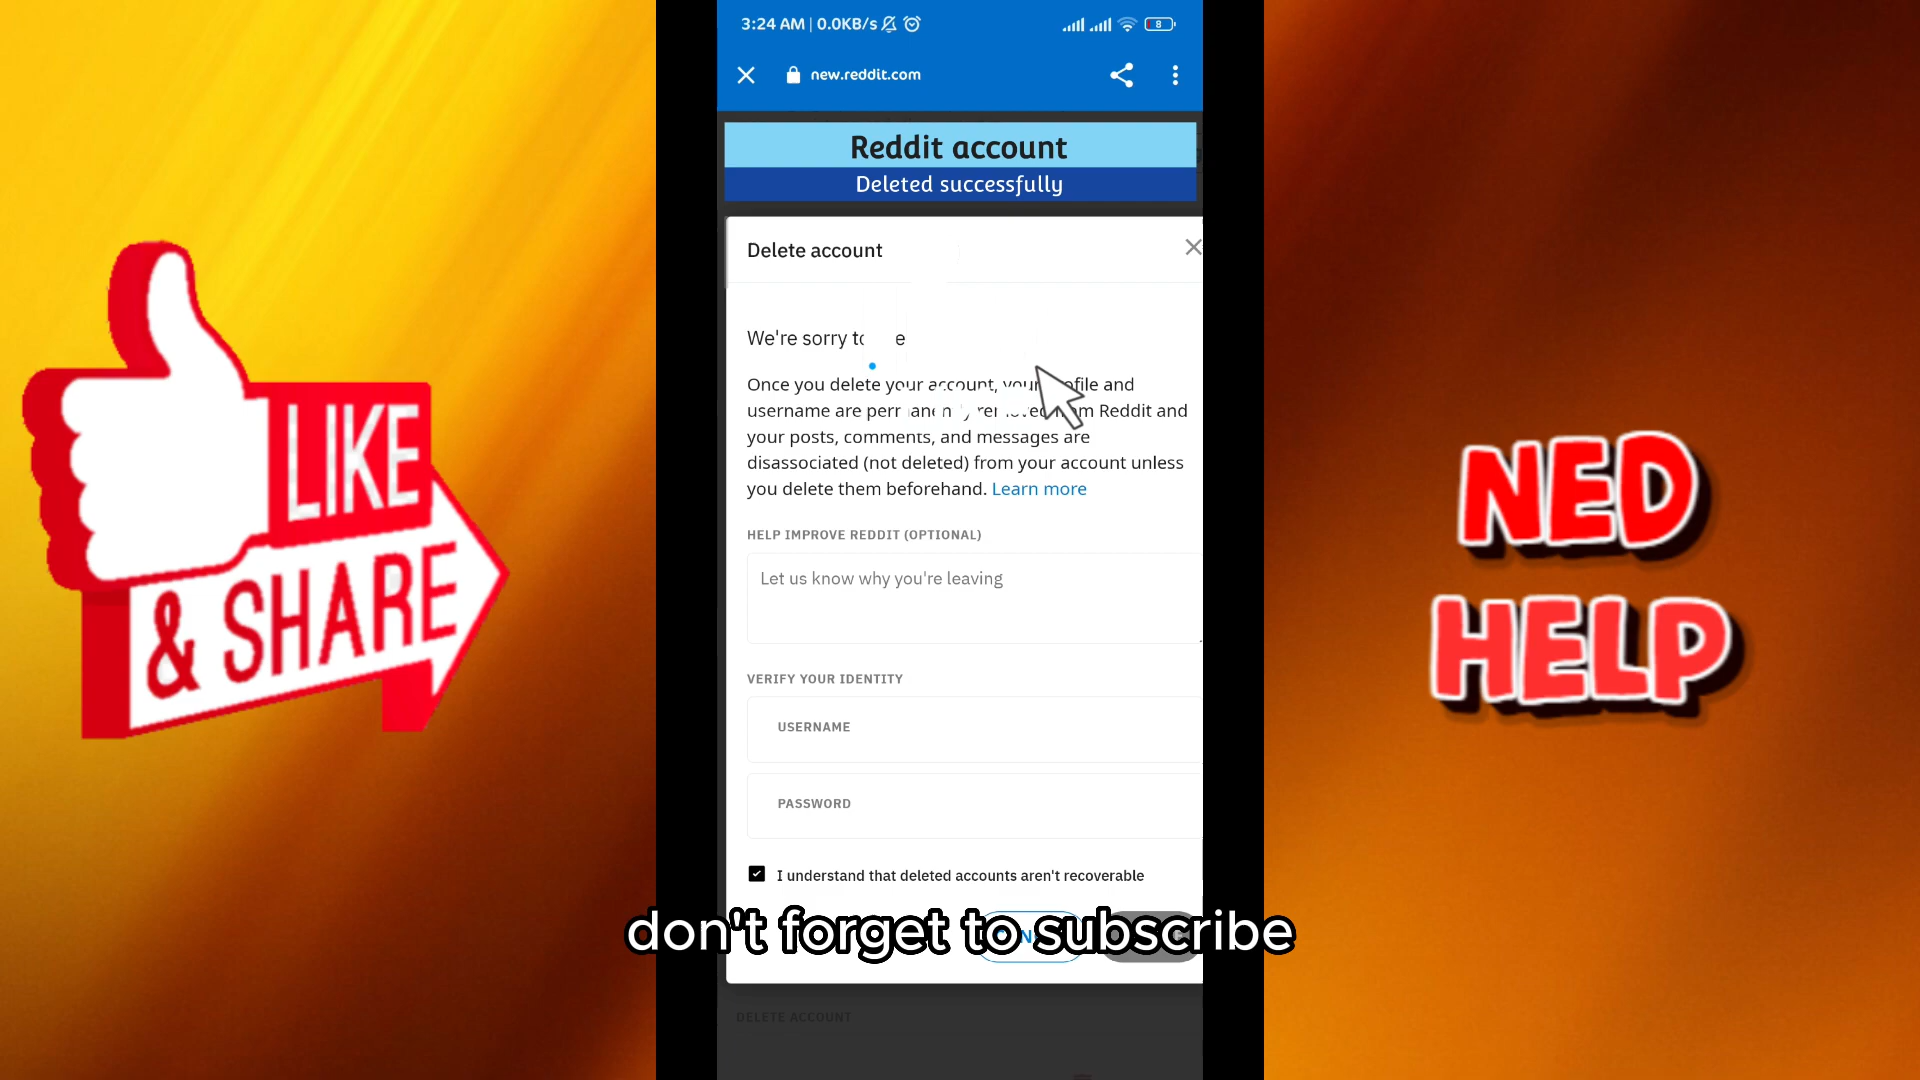 3:24 AM | 0.0KB/s
8
new.reddit.com
Reddit account
Deleted successfully
Delete account
We're sorry
Once you delete your account, your profile and
username are permanently removed from Reddit and
your posts, comments, and messages are
disassociated (not deleted) from your account unless
you delete them beforehand. Learn more
HELP IMPROVE REDDIT (OPTIONAL)
Let us know why you're leaving
VERIFY YOUR IDENTITY
USERNAME
PASSWORD
I understand that deleted accounts aren't recoverable
don't forget to subscribe
DELETE ACCOUNT
LIKE
& SHARE
NED
HELP